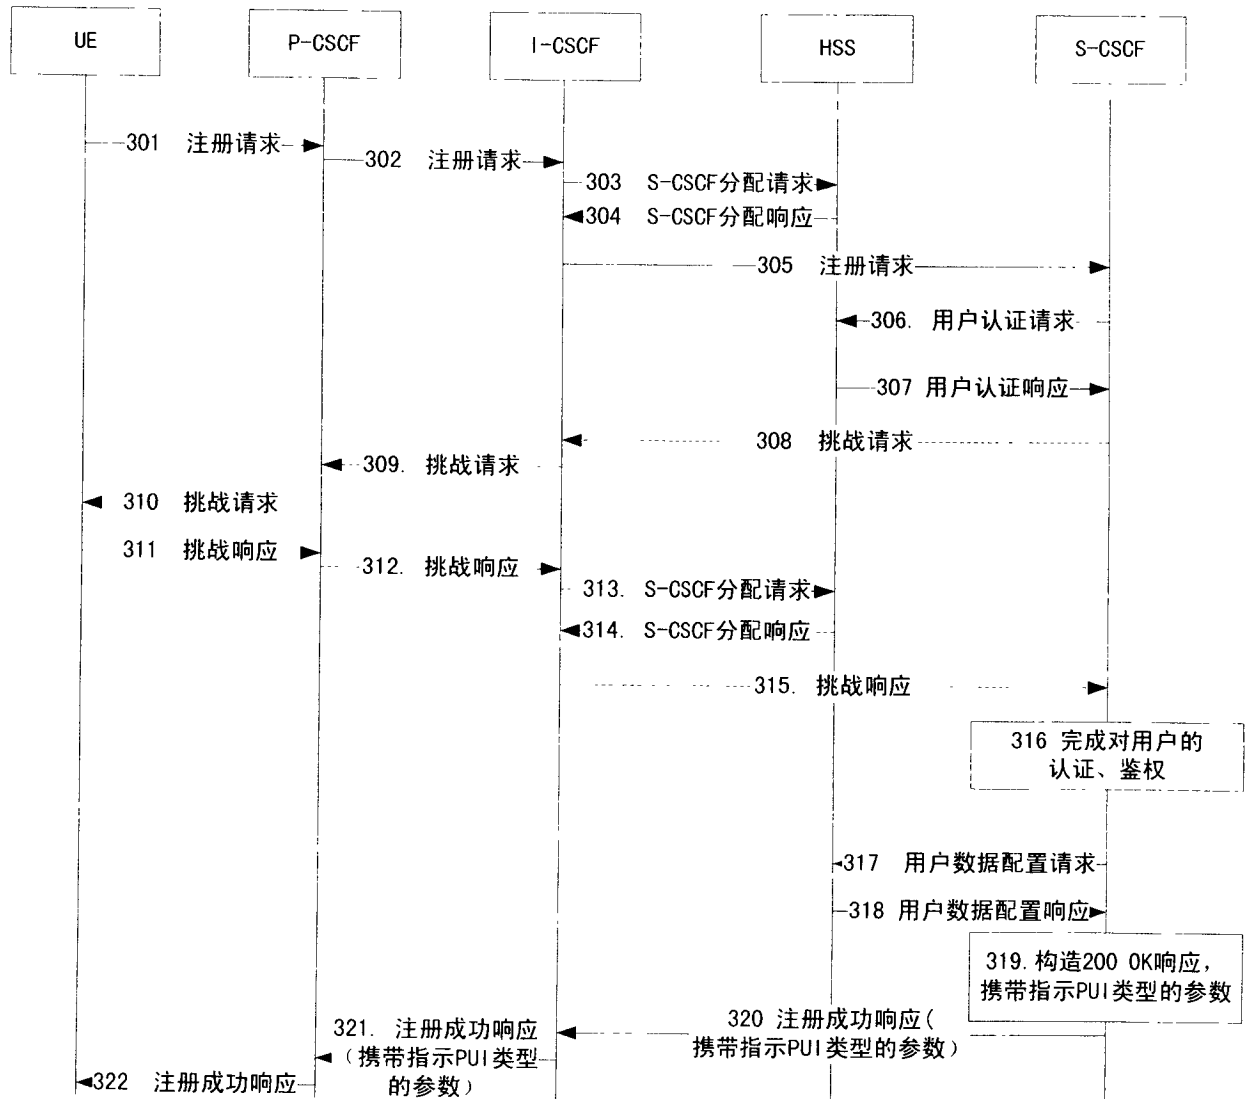 UE
P-CSCF
I-CSCF
HSS
S-CSCF
301 注册请求
302 注册请求
303 S-CSCF分配请求
304 S-CSCF分配响应
305 注册请求
306. 用户认证请求
307 用户认证响应
308 挑战请求
309. 挑战请求
310 挑战请求
311 挑战响应
312. 挑战响应
313. S-CSCF分配请求
314. S-CSCF分配响应
315. 挑战响应
316 完成对用户的
认证、鉴权
317 用户数据配置请求
318 用户数据配置响应
319. 构造200 OK响应，
携带指示PUI类型的参数
320 注册成功响应(
携带指示PUI类型的参数)
321. 注册成功响应
(携带指示PUI类型
的参数)
322 注册成功响应